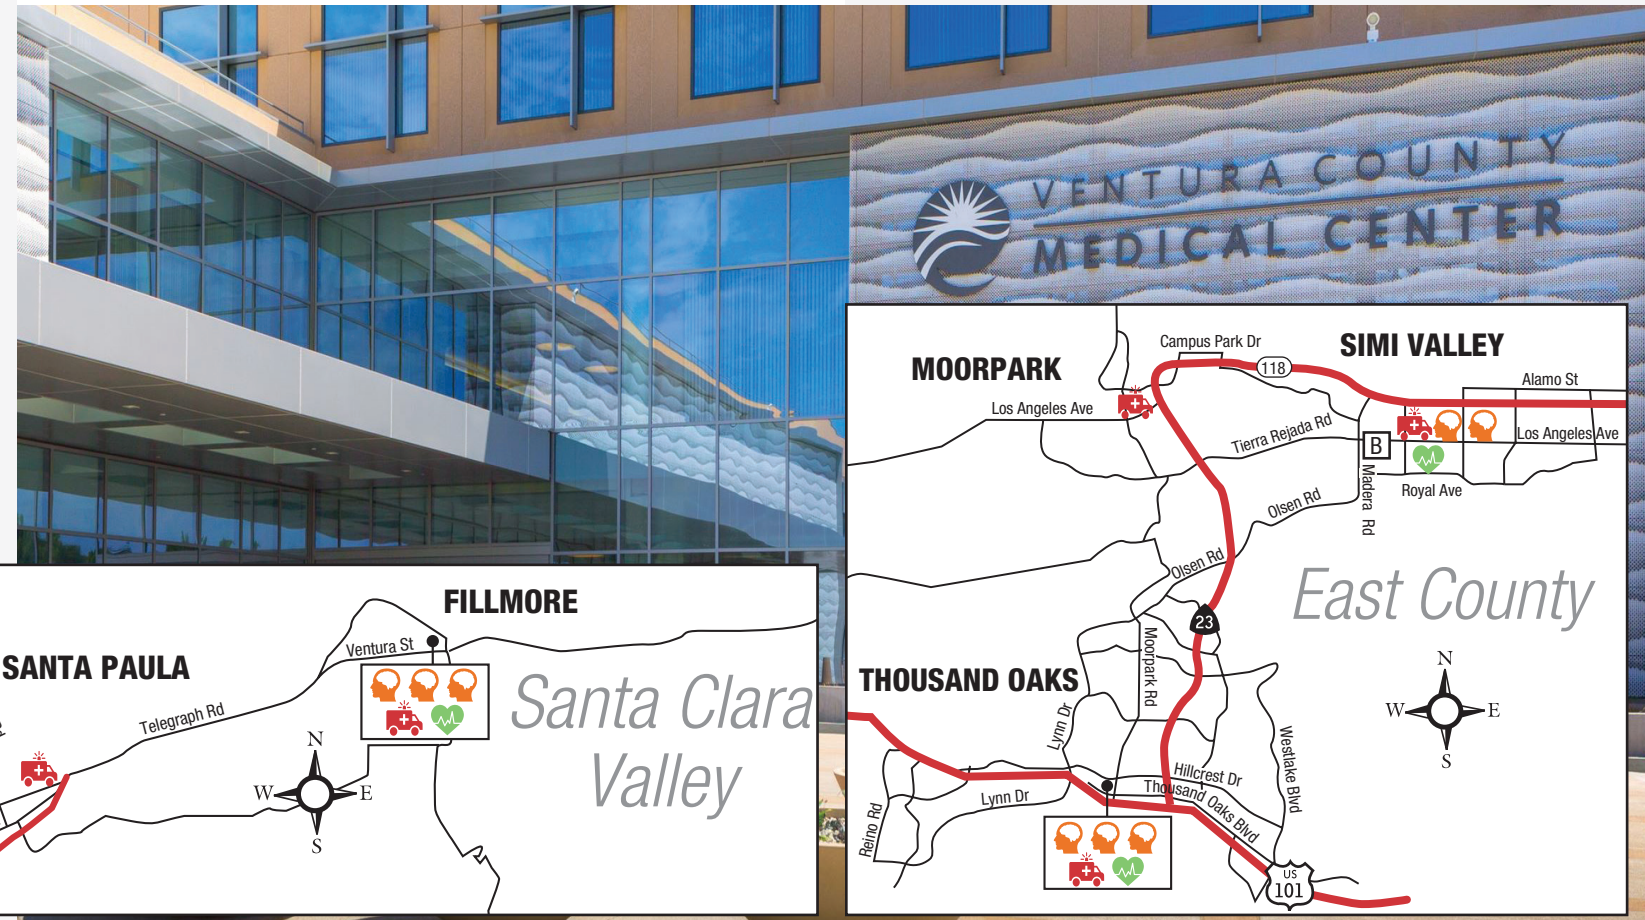 VENTURA COUNTY
MEDICAL CENTER
MOORPARK
SIMI VALLEY
Campus Park Dr
118
Alamo St
Los Angeles Ave
Tierra Rejada Rd
B
Los Angeles Ave
Madera Rd
Royal Ave
Olsen Rd
Olsen Rd
East County
23
Moorpark Rd
THOUSAND OAKS
Lynn Dr
Westlake Blvd
N
W
E
S
Hillcrest Dr
Thousand Oaks Blvd
Lynn Dr
Reino Rd
US
101
FILLMORE
Ventura St
SANTA PAULA
Santa Clara
Valley
Telegraph Rd
N
W
E
S